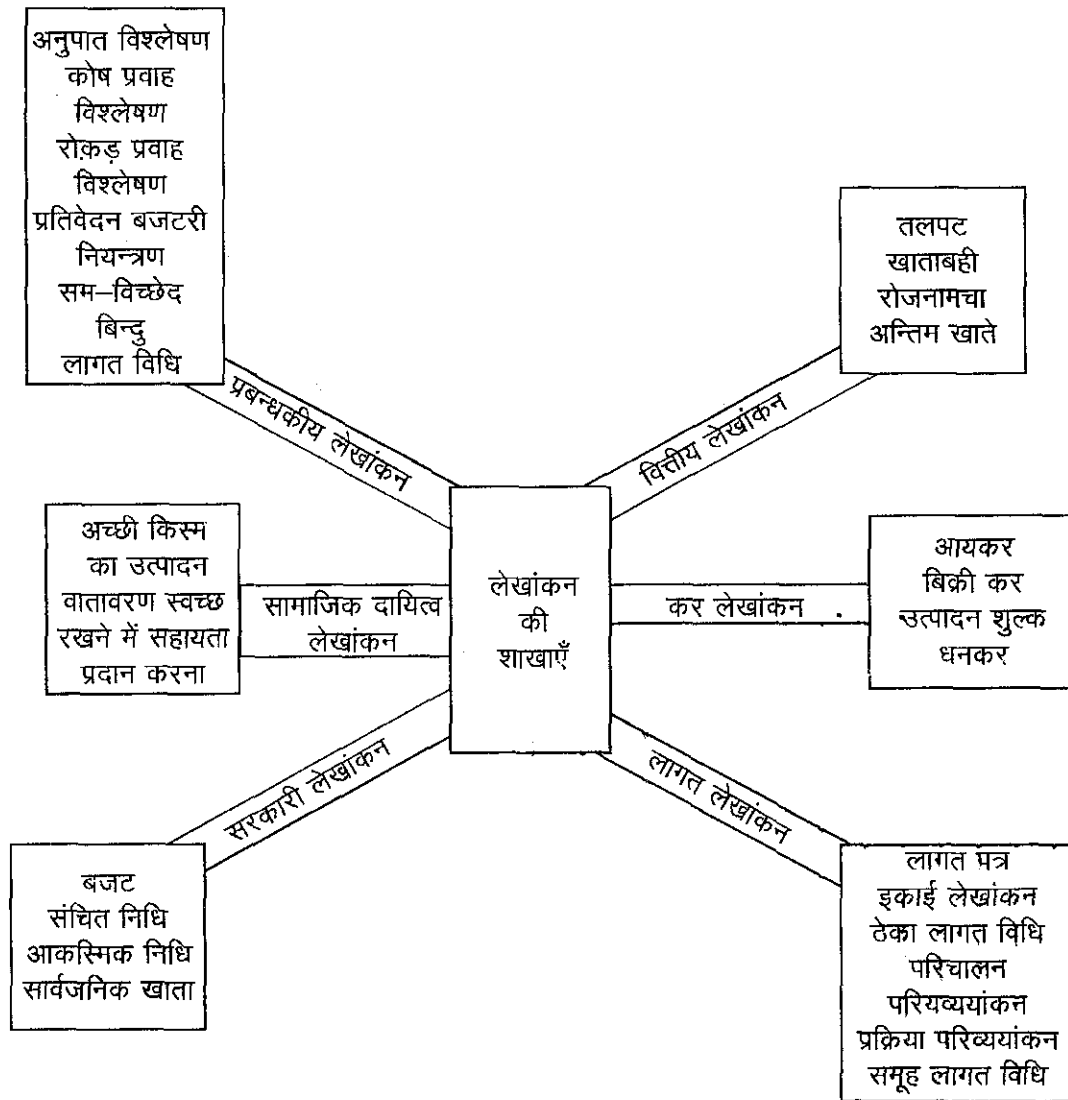 अनुपात विश्लेषण
कोष प्रवाह
विश्लेषण
रोकड़ प्रवाह
विश्लेषण
प्रतिवेदन बजटरी
नियन्त्रण
सम–विच्छेद
बिन्दु
लागत विधि
प्रबन्धकीय लेखांकन
तलपट
खाताबही
रोजनामचा
अन्तिम खाते
वित्तीय लेखांकन
अच्छी किस्म
का उत्पादन
वातावरण स्वच्छ
रखने में सहायता
प्रदान करना
सामाजिक दायित्व
लेखांकन
लेखांकन
की
शाखाएँ
कर लेखांकन
आयकर
बिक्री कर
उत्पादन शुल्क
धनकर
सरकारी लेखांकन
बजट
संचित निधि
आकस्मिक निधि
सार्वजनिक खाता
लागत लेखांकन
लागत पत्र
इकाई लेखांकन
ठेका लागत विधि
परिचालन
परियव्ययांकन
प्रक्रिया परिव्ययांकन
समूह लागत विधि